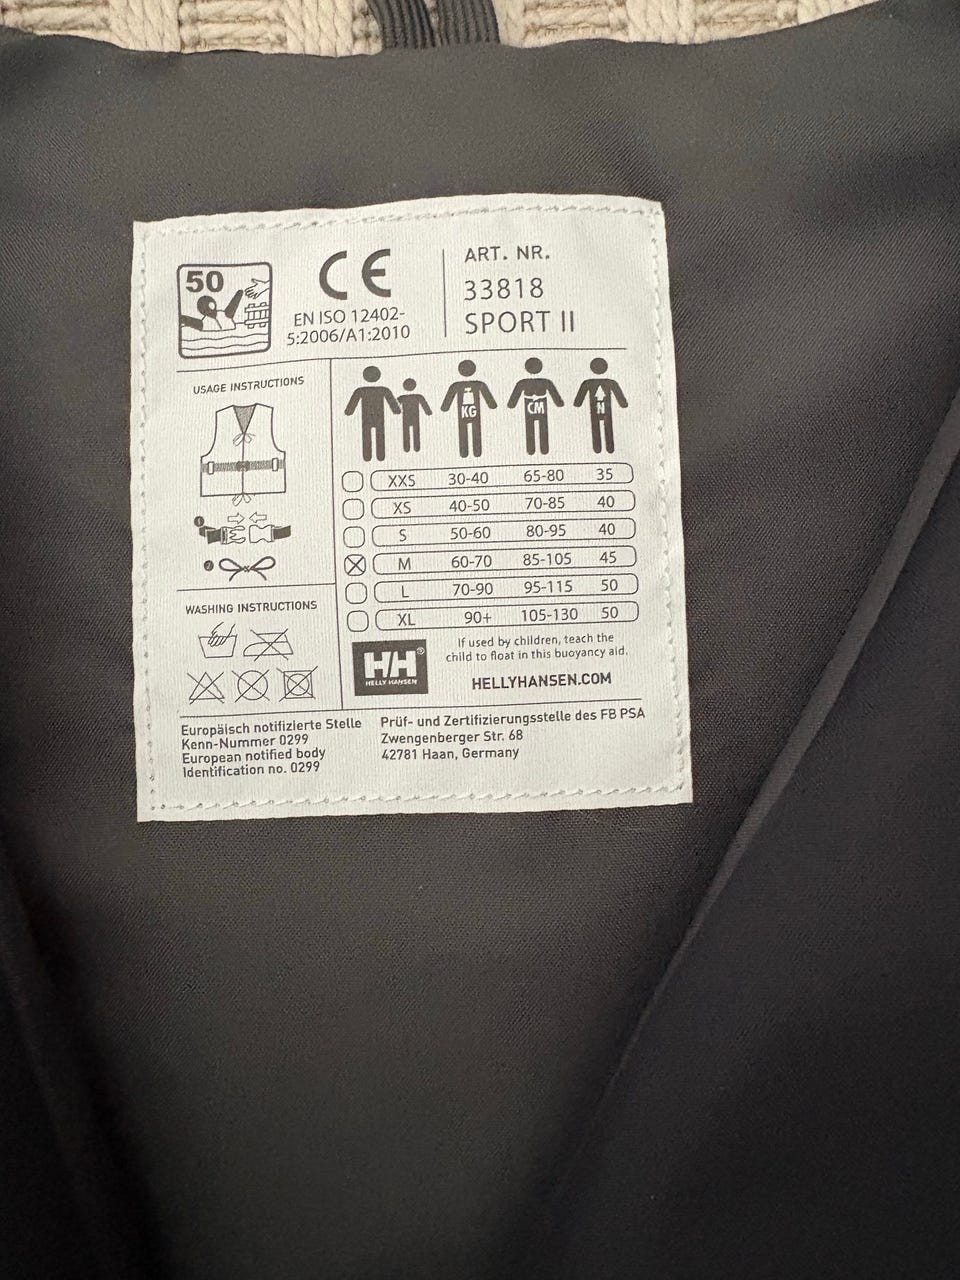 50
CE
EN ISO 12402-
5:2006/A1:2010
ART. NR.
33818
SPORT II
USAGE INSTRUCTIONS
1
2
WASHING INSTRUCTIONS
KG CM N
XXS 30-40 65-80 35
XS 40-50 70-85 40
S 50-60 80-95 40
M 60-70 85-105 45
L 70-90 95-115 50
XL 90+ 105-130 50
HH®
HELLY HANSEN
If used by children, teach the
child to float in this buoyancy aid.
HELLYHANSEN.COM
Europäisch notifizierte Stelle
Kenn-Nummer 0299
European notified body
Identification no. 0299
Prüf- und Zertifizierungsstelle des FB PSA
Zwengenberger Str. 68
42781 Haan, Germany